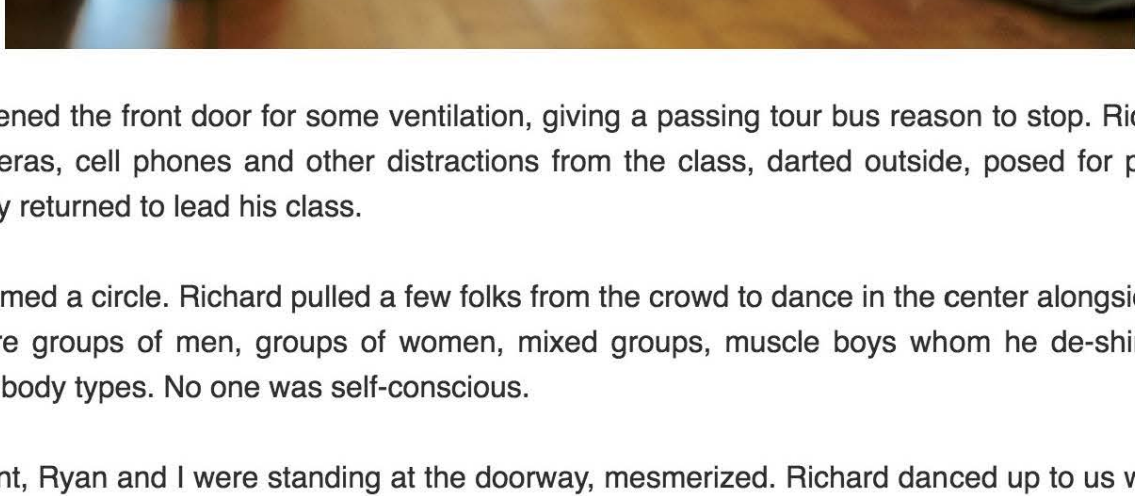 ened the front door for some ventilation, giving a passing tour bus reason to stop. Ric
eras, cell phones and other distractions from the class, darted outside, posed for p
y returned to lead his class.
med a circle. Richard pulled a few folks from the crowd to dance in the center alongsi
re groups of men, groups of women, mixed groups, muscle boys whom he de-shi
body types. No one was self-conscious.
nt, Ryan and I were standing at the doorway, mesmerized. Richard danced up to us w